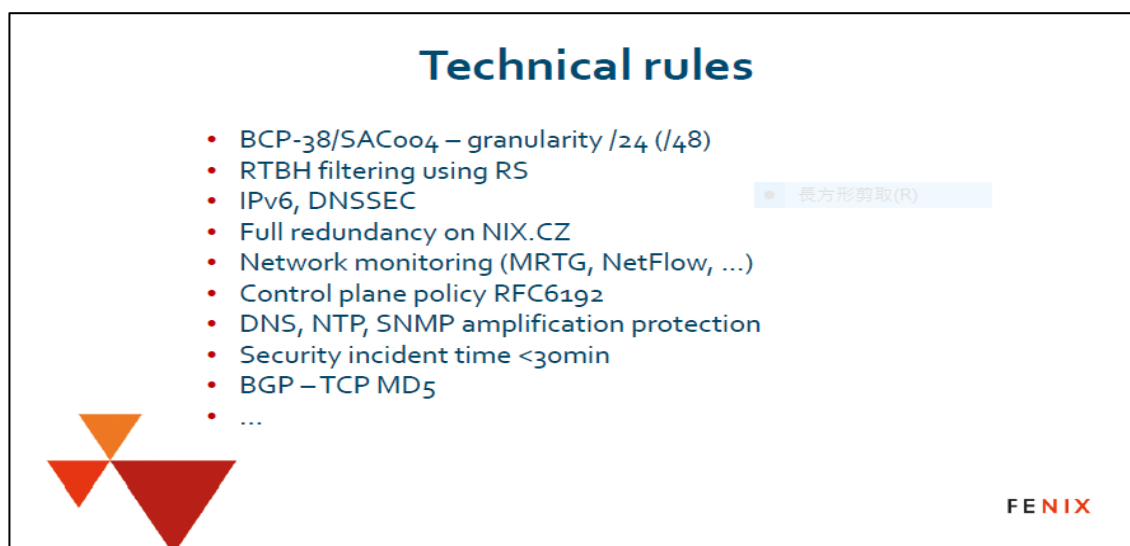 Technical rules
• BCP-38/SAC004 – granularity /24 (/48)
• RTBH filtering using RS
• IPv6, DNSSEC
• 長方形剪取(R)
• Full redundancy on NIX.CZ
• Network monitoring (MRTG, NetFlow, ...)
• Control plane policy RFC6192
• DNS, NTP, SNMP amplification protection
• Security incident time <30min
• BGP – TCP MD5
• ...
FENIX